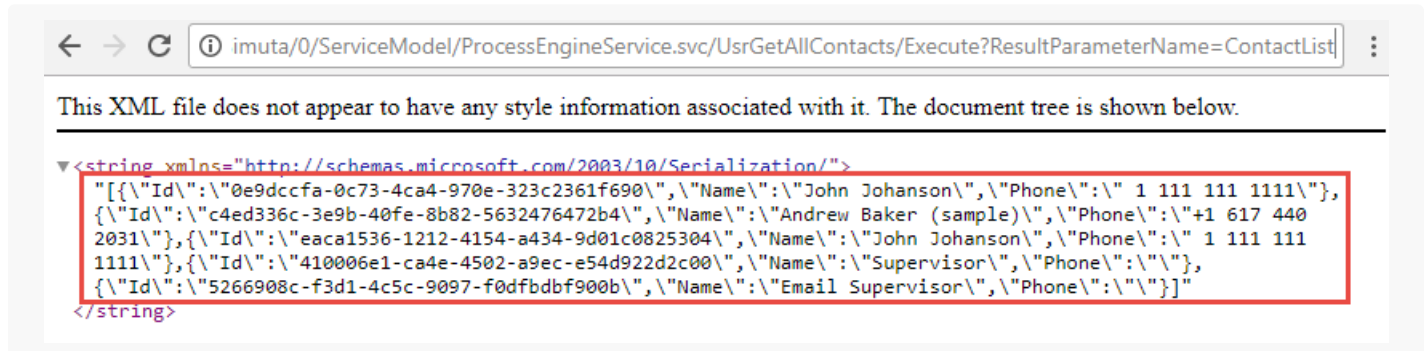 imuta/0/ServiceModel/ProcessEngineService.svc/UsrGetAllContacts/Execute?ResultParameterName=ContactList
This XML file does not appear to have any style information associated with it. The document tree is shown below.
▼<string xmlns="http://schemas.microsoft.com/2003/10/Serialization/">
"[{\"Id\":\"0e9dccfa-0c73-4ca4-970e-323c2361f690\",\"Name\":\"John Johanson\",\"Phone\":\" 1 111 111 1111\"},
{\"Id\":\"c4ed336c-3e9b-40fe-8b82-5632476472b4\",\"Name\":\"Andrew Baker (sample)\",\"Phone\":\"+1 617 440
2031\"},{\"Id\":\"eaca1536-1212-4154-a434-9d01c0825304\",\"Name\":\"John Johanson\",\"Phone\":\" 1 111 111
1111\"},{\"Id\":\"410006e1-ca4e-4502-a9ec-e54d922d2c00\",\"Name\":\"Supervisor\",\"Phone\":\"\"},
{\"Id\":\"5266908c-f3d1-4c5c-9097-f0dfbdbf900b\",\"Name\":\"Email Supervisor\",\"Phone\":\"\"}]"
</string>